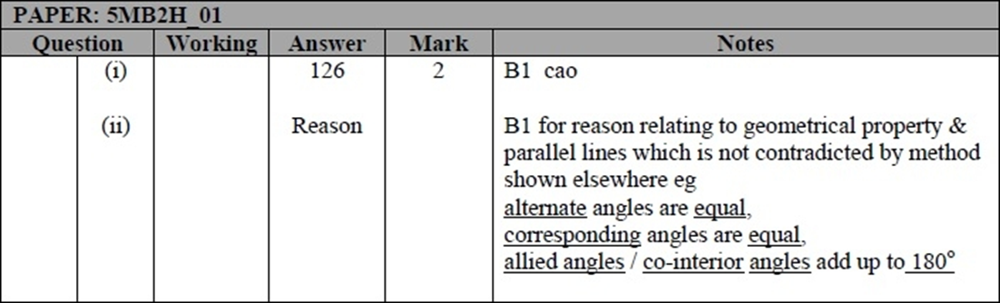 PAPER: 5MB2H_01
Question Working Answer Mark Notes
(i) 126 2 B1 cao
(ii) Reason B1 for reason relating to geometrical property &
parallel lines which is not contradicted by method
shown elsewhere eg
alternate angles are equal,
corresponding angles are equal,
allied angles / co-interior angles add up to 180°